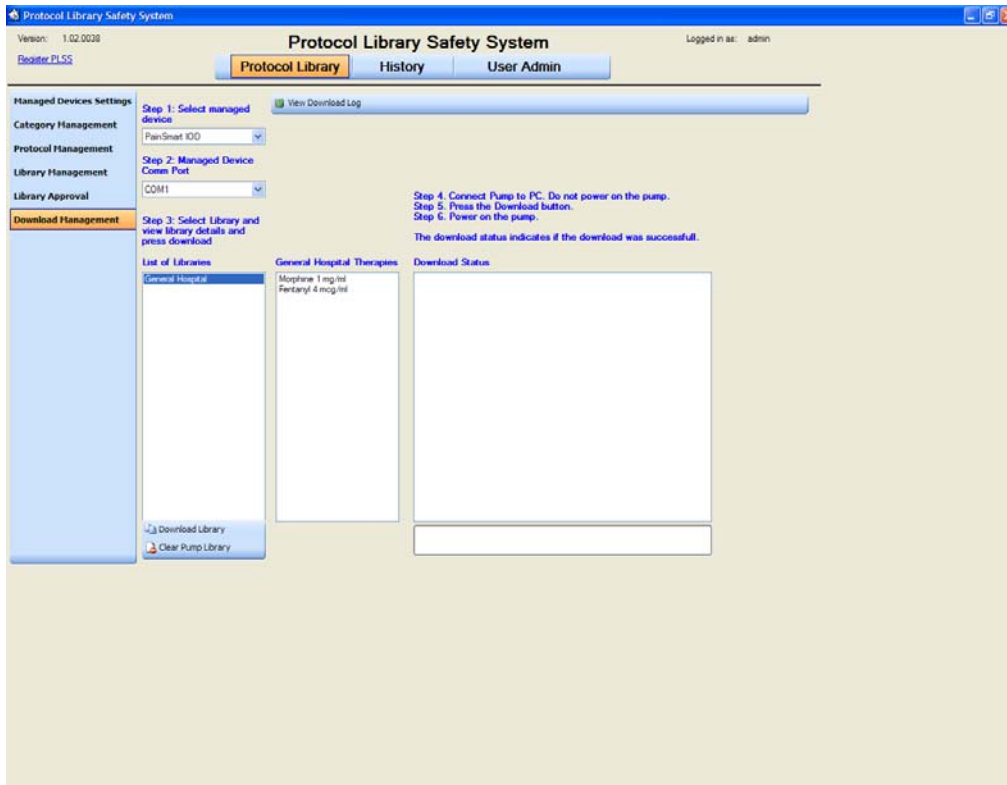 Protocol Library Safety System
Version: 1.02.0038
Protocol Library Safety System
Logged in as: admin
Register PLSS
Protocol Library
History
User Admin
Managed Devices Settings
Category Management
Protocol Management
Library Management
Library Approval
Download Management
Step 1: Select managed
device
PainSmart IOD
Step 2: Managed Device
Comm Port
COM1
Step 3: Select Library and
view library details and
press download
View Download Log
Step 4. Connect Pump to PC. Do not power on the pump.
Step 5. Press the Download button.
Step 6. Power on the pump.
The download status indicates if the download was successfull.
List of Libraries
General Hospital
General Hospital Therapies
Morphine 1 mg/ml
Fentanyl 4 mcg/ml
Download Status
Download Library
Clear Pump Library